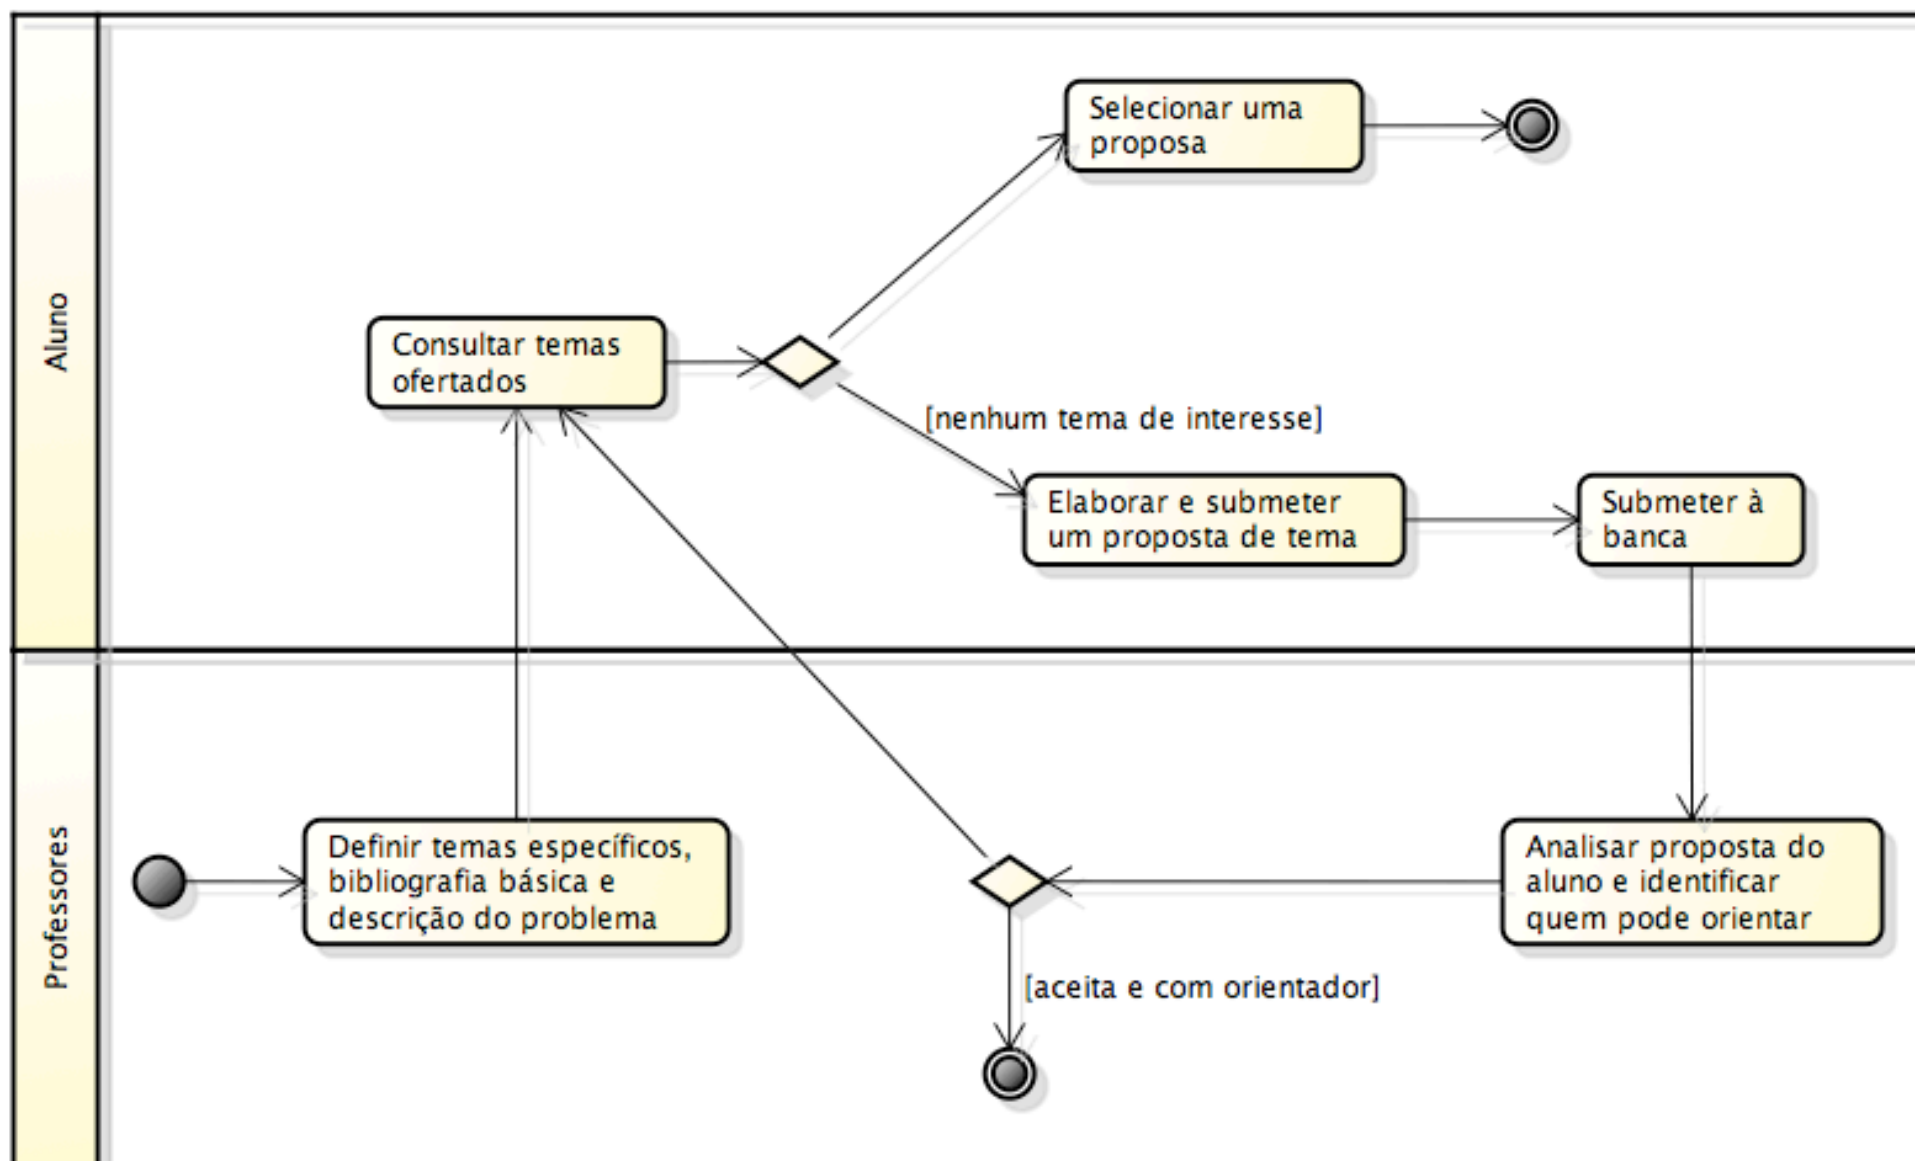 Aluno
Selecionar uma
proposa
Consultar temas
ofertados
[nenhum tema de interesse]
Elaborar e submeter
um proposta de tema
Submeter à
banca
Professores
Definir temas específicos,
bibliografia básica e
descrição do problema
Analisar proposta do
aluno e identificar
quem pode orientar
[aceita e com orientador]